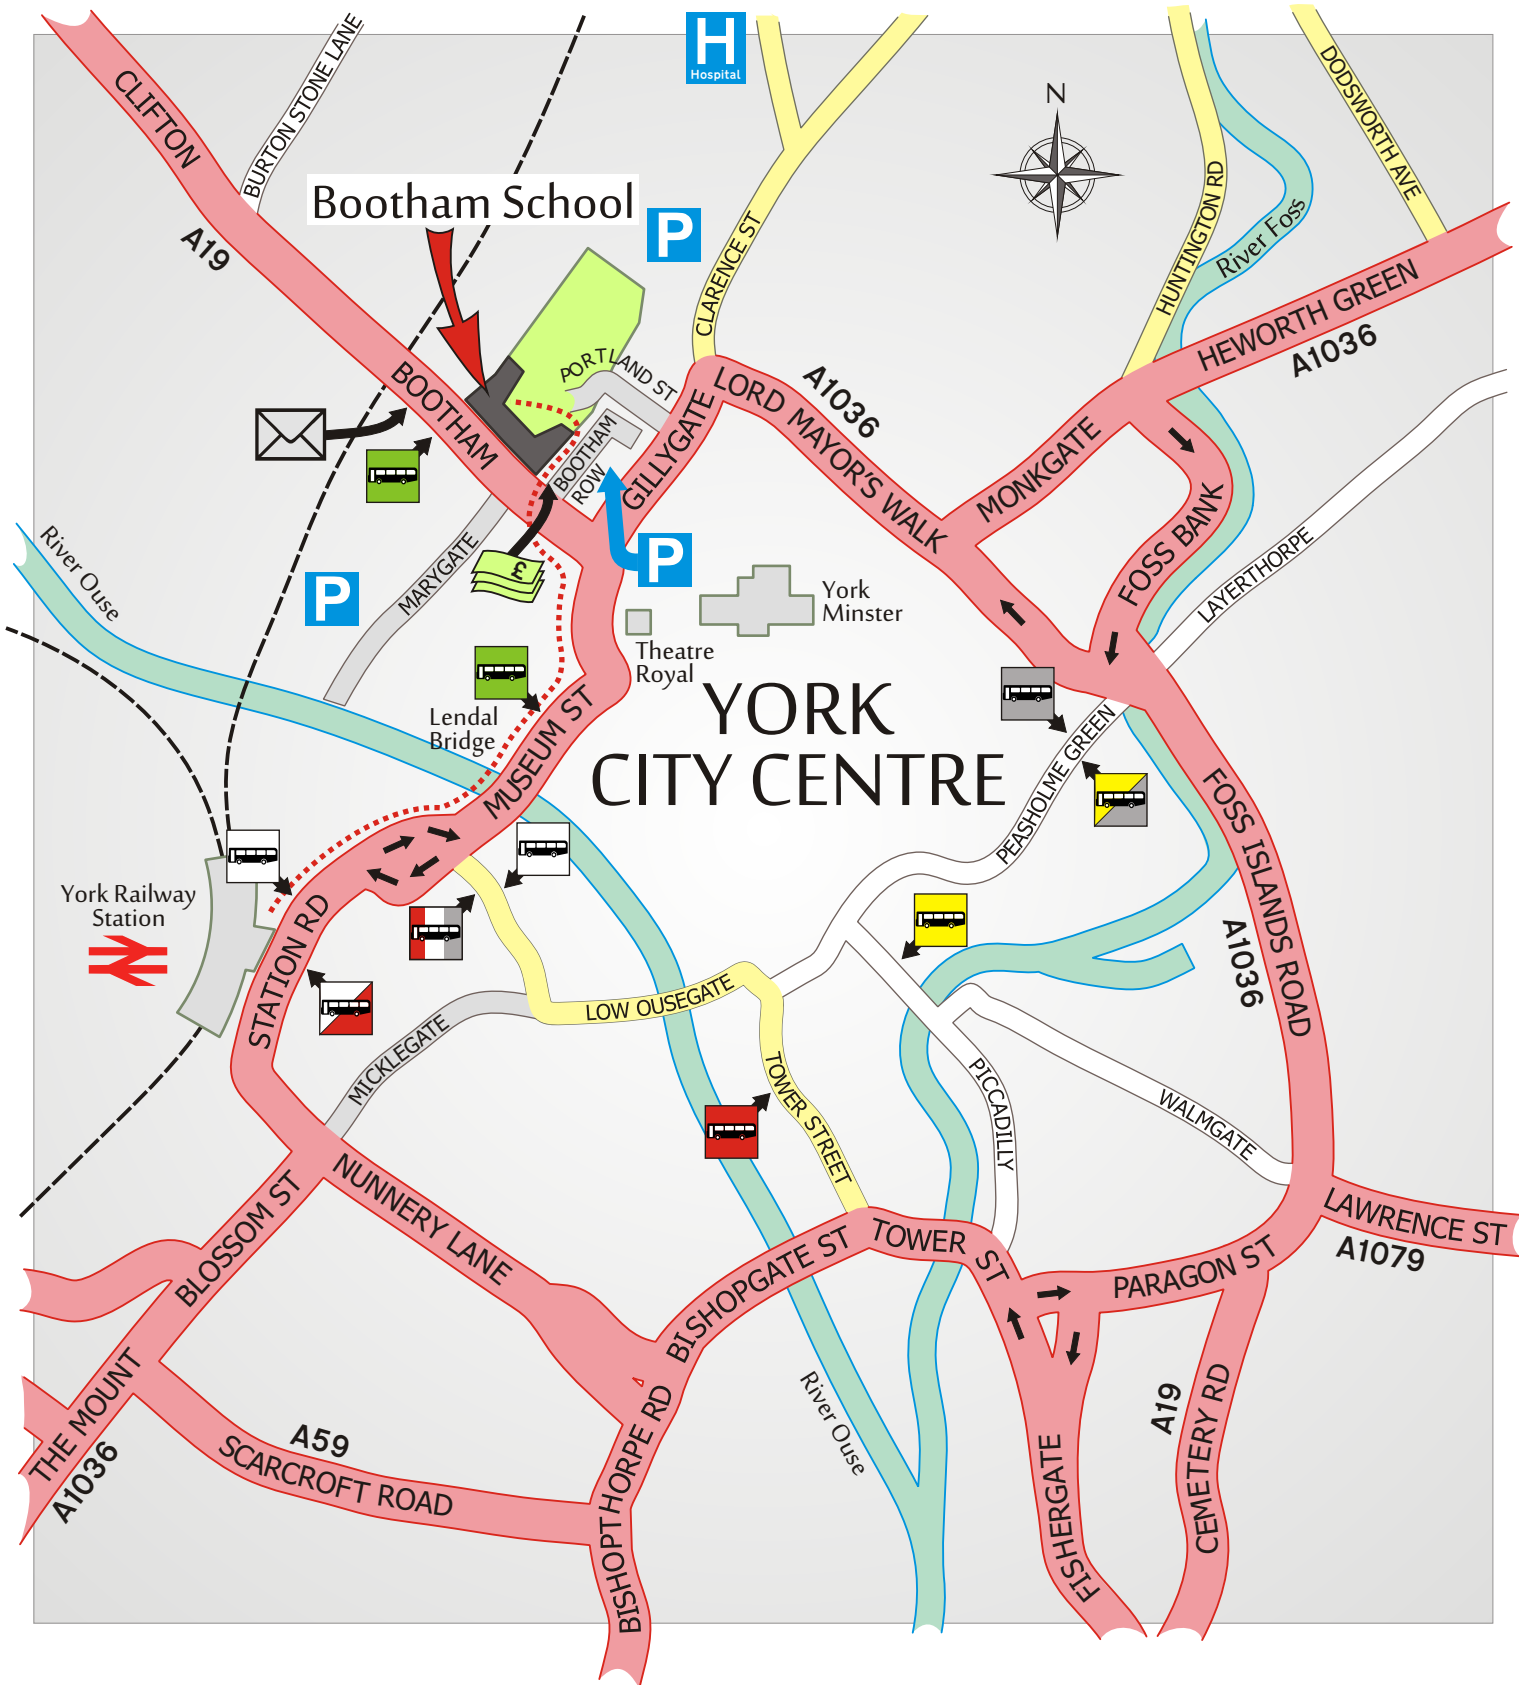 BURTON STONE LANE
H
Hospital
CLIFTON
DODSWORTH AVE
N
HUNTINGTON RD
River Foss
Bootham School
P
A19
CLARENCE ST
HEWORTH GREEN
A1036
PORTLAND ST
BOOTHAM
LORD MAYOR'S WALK
A1036
GILLYGATE
BOOTHAM
ROW
MONKGATE
FOSS BANK
River Ouse
MARYGATE
£
P
P
LAYERTHORPE
York
Minster
Theatre
Royal
Lendal
Bridge
MUSEUM ST
YORK
CITY CENTRE
PEASHOLME GREEN
FOSS ISLANDS ROAD
A1036
York Railway
Station
STATION RD
LOW OUSEGATE
MICKLEGATE
TOWER STREET
PICCADILLY
WALMGATE
NUNNERY LANE
BLOSSOM ST
LAWRENCE ST
A1079
BISHOPGATE ST
TOWER ST
PARAGON ST
THE MOUNT
A1036
A59
SCARCROFT ROAD
BISHOPTHORPE RD
River Ouse
FISHERGATE
A19
CEMETERY RD